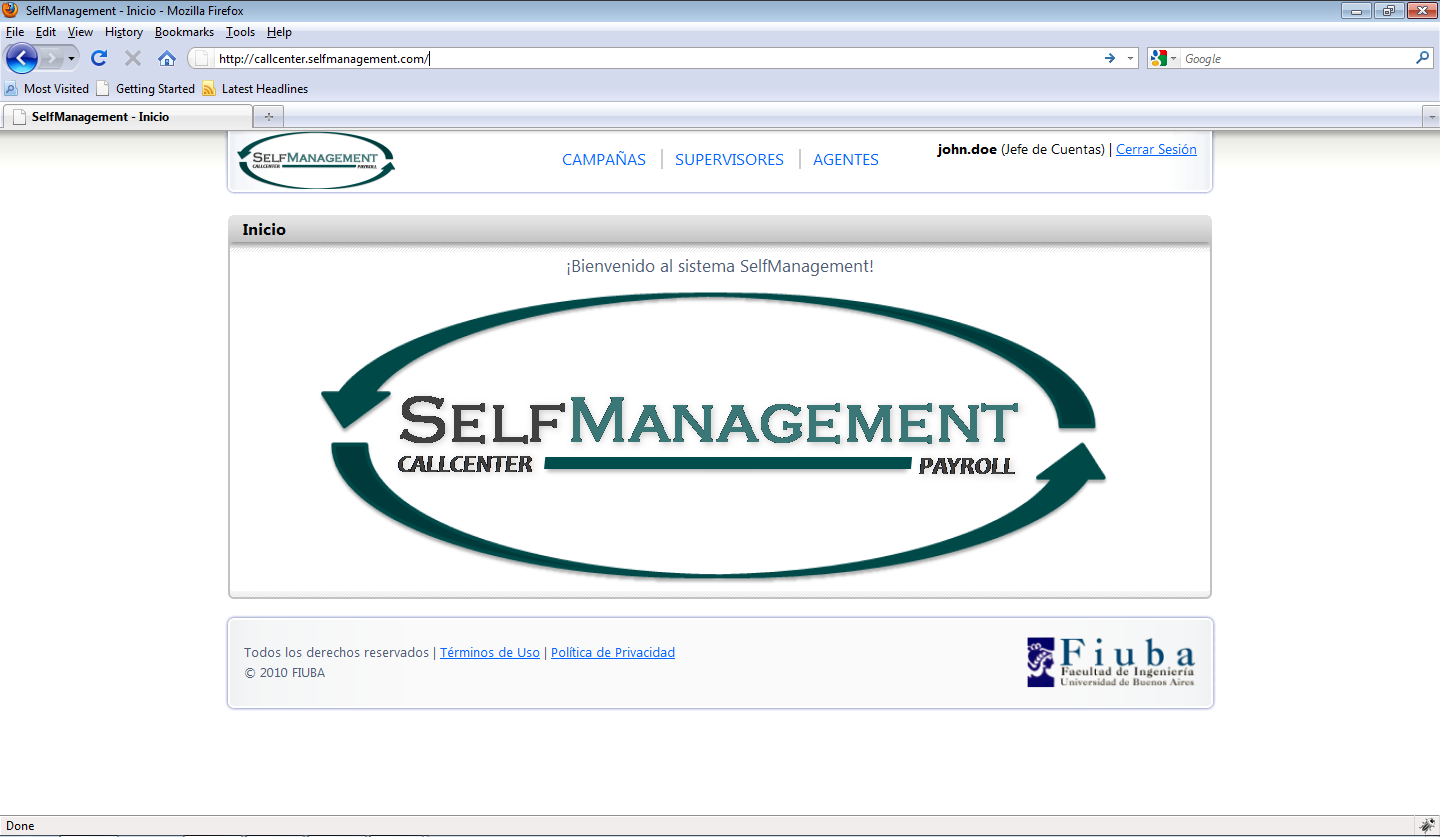 SelfManagement - Inicio - Mozilla Firefox
File Edit View History Bookmarks Tools Help
http://callcenter.selfmanagement.com/
Google
Most Visited Getting Started Latest Headlines
SelfManagement - Inicio
SELFMANAGEMENT
CALLCENTER PAYROLL
CAMPAÑAS SUPERVISORES AGENTES
john.doe (Jefe de Cuentas) | Cerrar Sesión
Inicio
¡Bienvenido al sistema SelfManagement!
SELFMANAGEMENT
CALLCENTER PAYROLL
Todos los derechos reservados | Términos de Uso | Política de Privacidad
© 2010 FIUBA
Fiuba
Facultad de Ingeniería
Universidad de Buenos Aires
Done